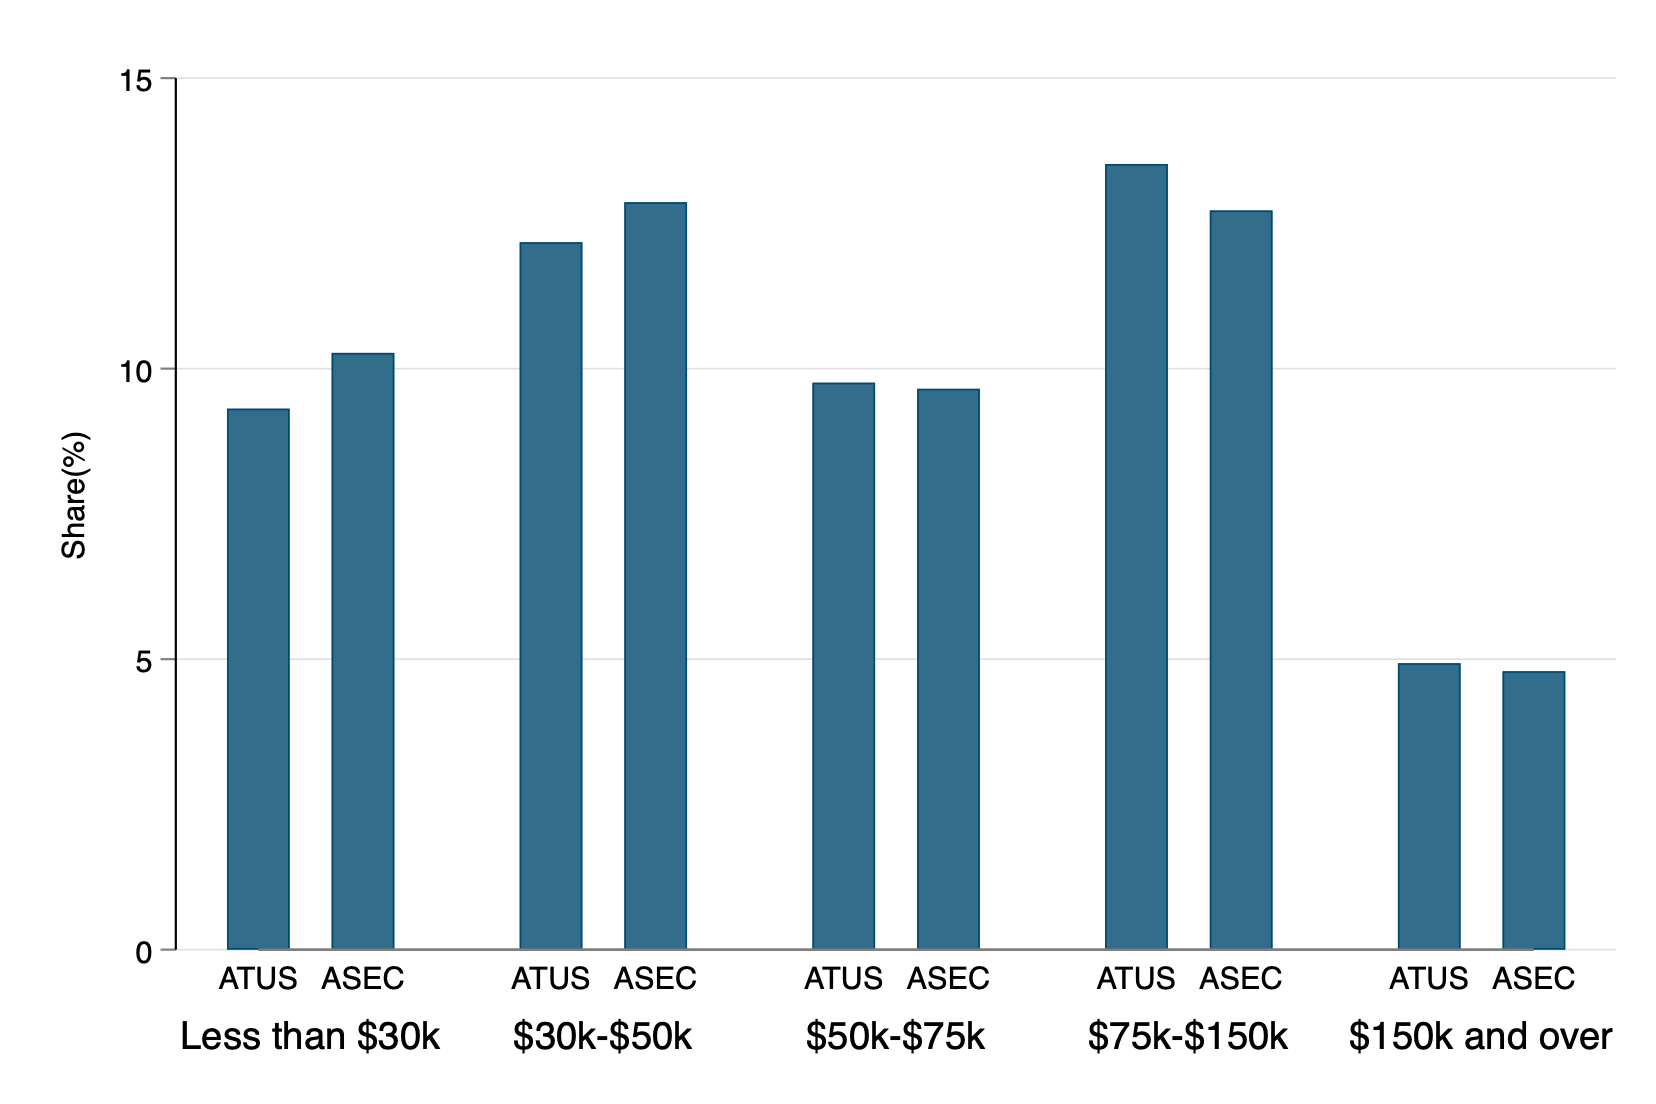 15
10
5
0
Share(%)
ATUS ASEC ATUS ASEC ATUS ASEC ATUS ASEC ATUS ASEC
Less than $30k $30k-$50k $50k-$75k $75k-$150k $150k and over